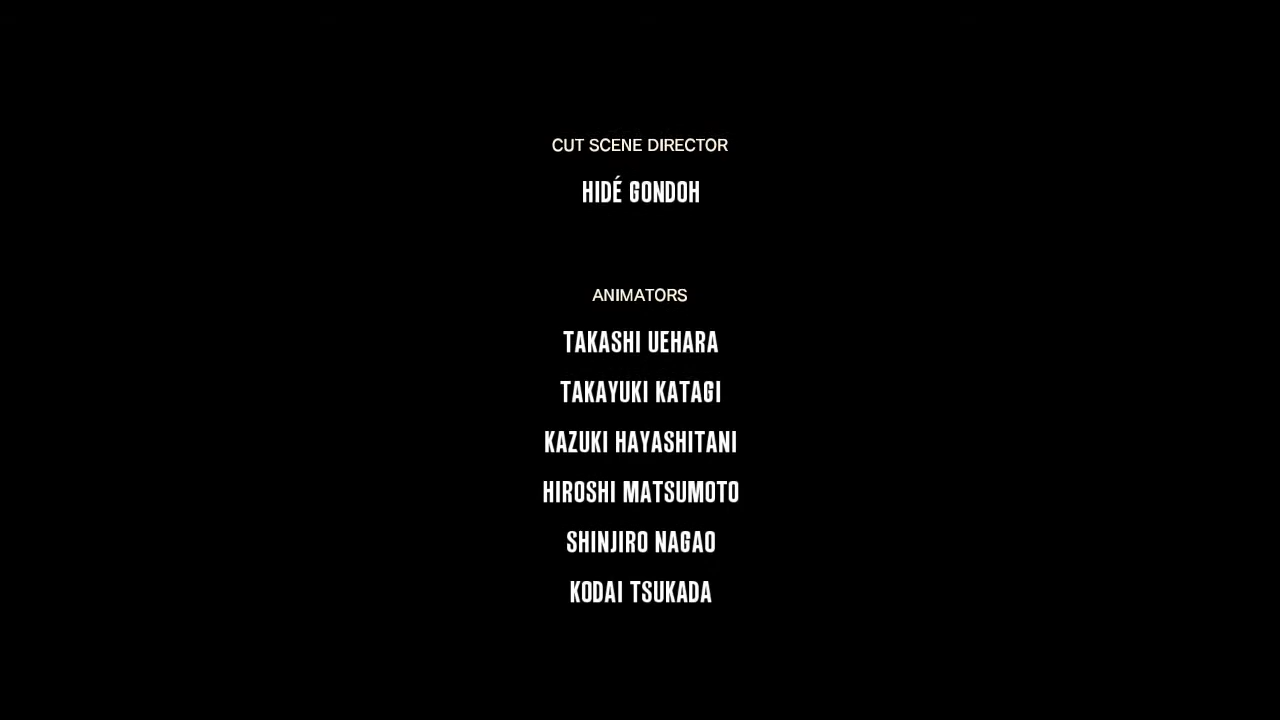 CUT SCENE DIRECTOR
HIDÉ GONDOH
ANIMATORS
TAKASHI UEHARA
TAKAYUKI KATAGI
KAZUKI HAYASHITANI
HIROSHI MATSUMOTO
SHINJIRO NAGAO
KODAI TSUKADA